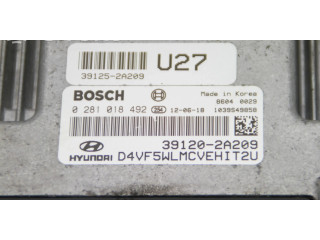 U27
39125-2A209
BOSCH
Made in Korea
8604 0029
0 281 018 492 254 12-06-18 1039S49858
39120-2A209
HYUNDAI D4VF5WLMCVEHIT2U